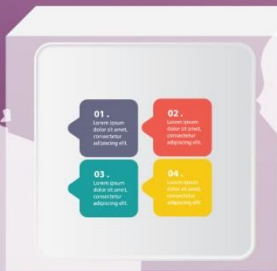 01 .
Lorem ipsum
dolor sit amet,
consectetur
adipiscing elit.
02 .
Lorem ipsum
dolor sit amet,
consectetur
adipiscing elit.
03 .
Lorem ipsum
dolor sit amet,
consectetur
adipiscing elit.
04 .
Lorem ipsum
dolor sit amet,
consectetur
adipiscing elit.